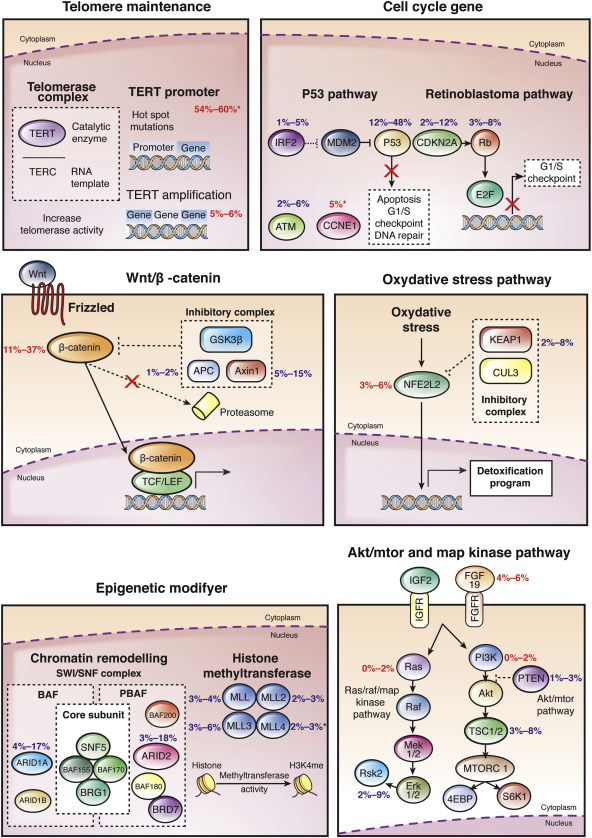 Telomere maintenance
Cytoplasm
Nucleus
Telomerase
complex
TERT
Catalytic
enzyme
TERC
RNA
template
Increase
telomerase activity
TERT promoter
54%–60%*
Hot spot
mutations
Promoter Gene
TERT amplification
Gene Gene Gene 5%–6%
Cell cycle gene
Cytoplasm
Nucleus
P53 pathway
Retinoblastoma pathway
1%–5% 12%–48% 2%–12% 3%–8%
IRF2 MDM2 P53 CDKN2A Rb
G1/S
checkpoint
E2F
2%–6% 5%*
ATM CCNE1
Apoptosis
G1/S
checkpoint
DNA repair
Wnt/β -catenin
Wnt
Frizzled
11%–37%
β-catenin
Inhibitory complex
GSK3β
1%–2% APC Axin1 5%–15%
Proteasome
Cytoplasm
Nucleus
β-catenin
TCF/LEF
Oxydative stress pathway
Oxydative
stress
KEAP1 2%–8%
CUL3
3%–6% NFE2L2
Inhibitory
complex
Cytoplasm
Nucleus
Detoxification
program
Epigenetic modifyer
Cytoplasm
Nucleus
Chromatin remodelling
SWI/SNF complex
BAF PBAF
Core subunit
BAF200
4%–17% 3%–18%
SNF5
ARID1A BAF155 BAF170 ARID2
BRG1 BAF180
ARID1B BRD7
Histone
methyltransferase
3%–4% MLL MLL2 2%–3%
3%–6% MLL3 MLL4 2%–3%*
Histone H3K4me
Methyltransferase
activity
Akt/mtor and map kinase pathway
IGF2 FGF
19 4%–6%
IGFR FGFR
0%–2% Ras PI3K 0%–2%
PTEN 1%–3%
Ras/raf/map
kinase pathway
Raf Akt
Akt/mtor
pathway
TSC1/2 3%–8%
Mek
1/2
MTORC 1
Rsk2 Erk
1/2
2%–9%
4EBP S6K1
Cytoplasm
Nucleus